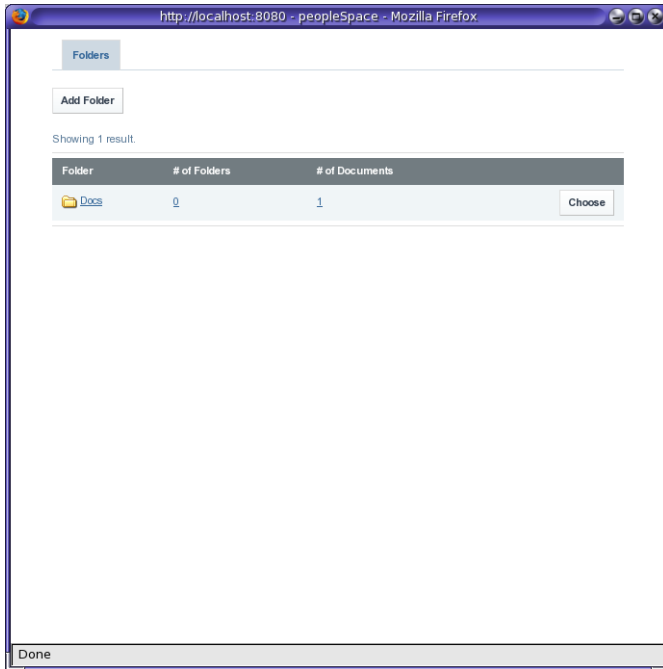 http://localhost:8080 - peopleSpace - Mozilla Firefox
Folders
Add Folder
Showing 1 result.
Folder # of Folders # of Documents
Docs 0 1 Choose
Done